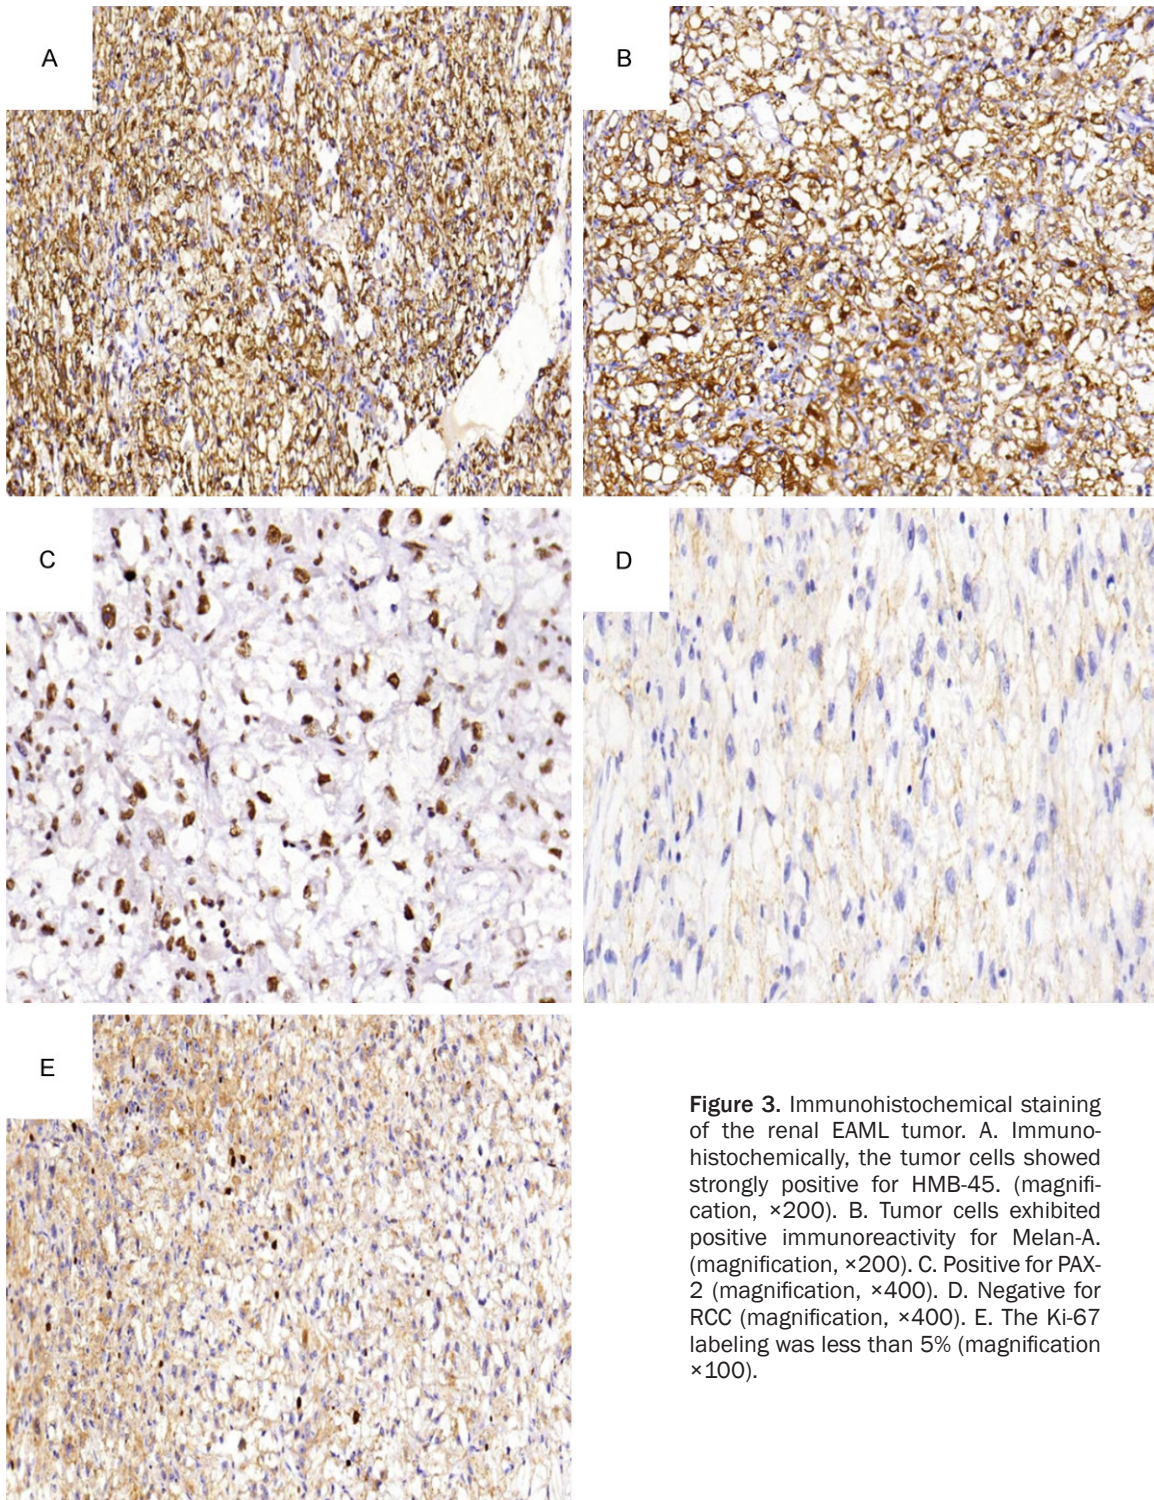 A
B
C
D
E
Figure 3. Immunohistochemical staining
of the renal EAML tumor. A. Immuno-
histochemically, the tumor cells showed
strongly positive for HMB-45. (magnifi-
cation, ×200). B. Tumor cells exhibited
positive immunoreactivity for Melan-A.
(magnification, ×200). C. Positive for PAX-
2 (magnification, ×400). D. Negative for
RCC (magnification, ×400). E. The Ki-67
labeling was less than 5% (magnification
×100).